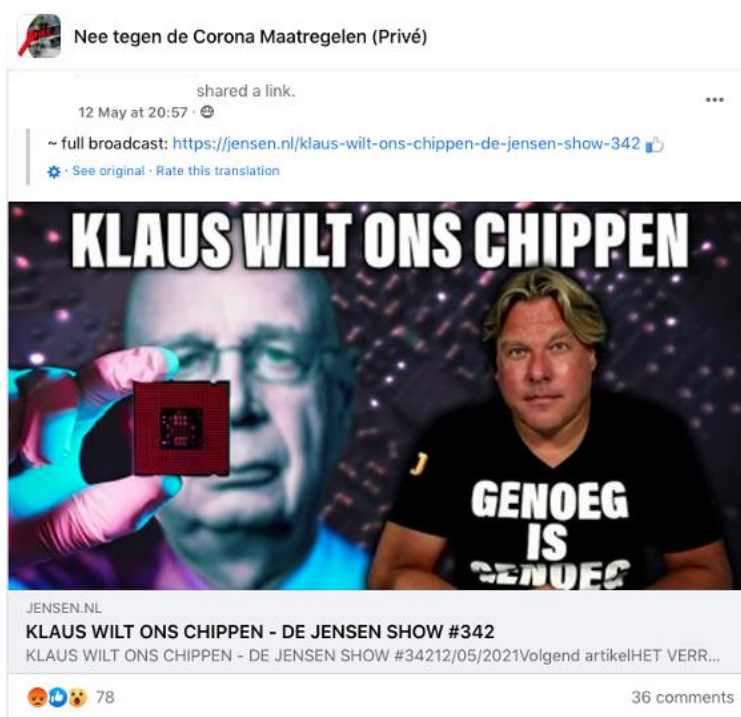 Nee tegen de Corona Maatregelen (Privé)
shared a link.
12 May at 20:57 ·
~ full broadcast: https://jensen.nl/klaus-wilt-ons-chippen-de-jensen-show-342
· See original · Rate this translation
KLAUS WILT ONS CHIPPEN
J
GENOEG
IS
GENOEG
JENSEN.NL
KLAUS WILT ONS CHIPPEN - DE JENSEN SHOW #342
KLAUS WILT ONS CHIPPEN - DE JENSEN SHOW #34212/05/2021Volgend artikelHET VERR...
78
36 comments